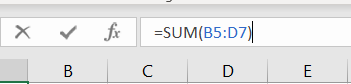 fx =SUM(B5:D7)
B C D E